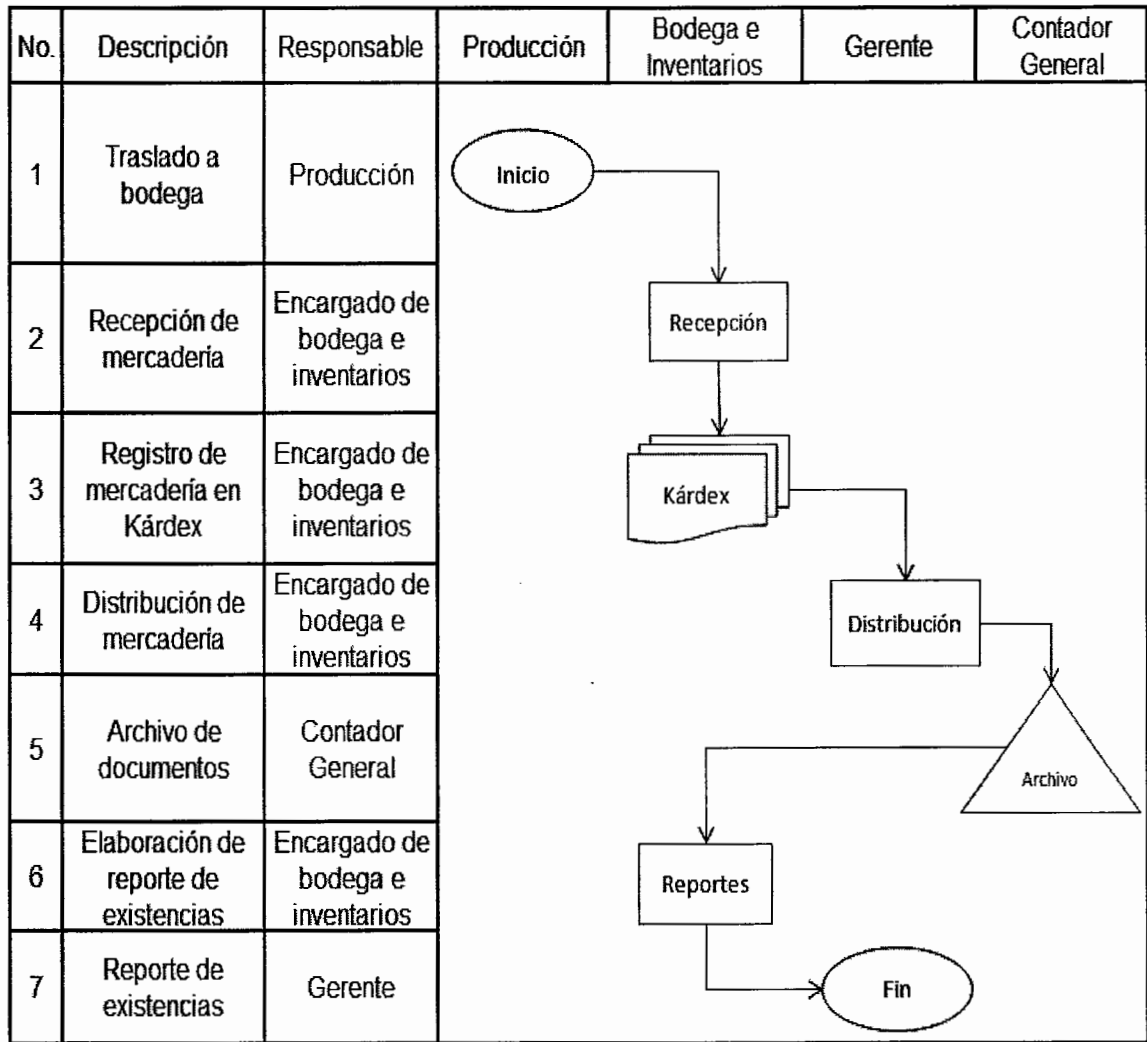 No.
Descripción
Responsable
Producción
Bodega e
Inventarios
Gerente
Contador
General
1
Traslado a
bodega
Producción
Inicio
2
Recepción de
mercadería
Encargado de
bodega e
inventarios
Recepción
3
Registro de
mercadería en
Kárdex
Encargado de
bodega e
inventarios
Kárdex
4
Distribución de
mercadería
Encargado de
bodega e
inventarios
Distribución
5
Archivo de
documentos
Contador
General
Archivo
6
Elaboración de
reporte de
existencias
Encargado de
bodega e
inventarios
Reportes
7
Reporte de
existencias
Gerente
Fin